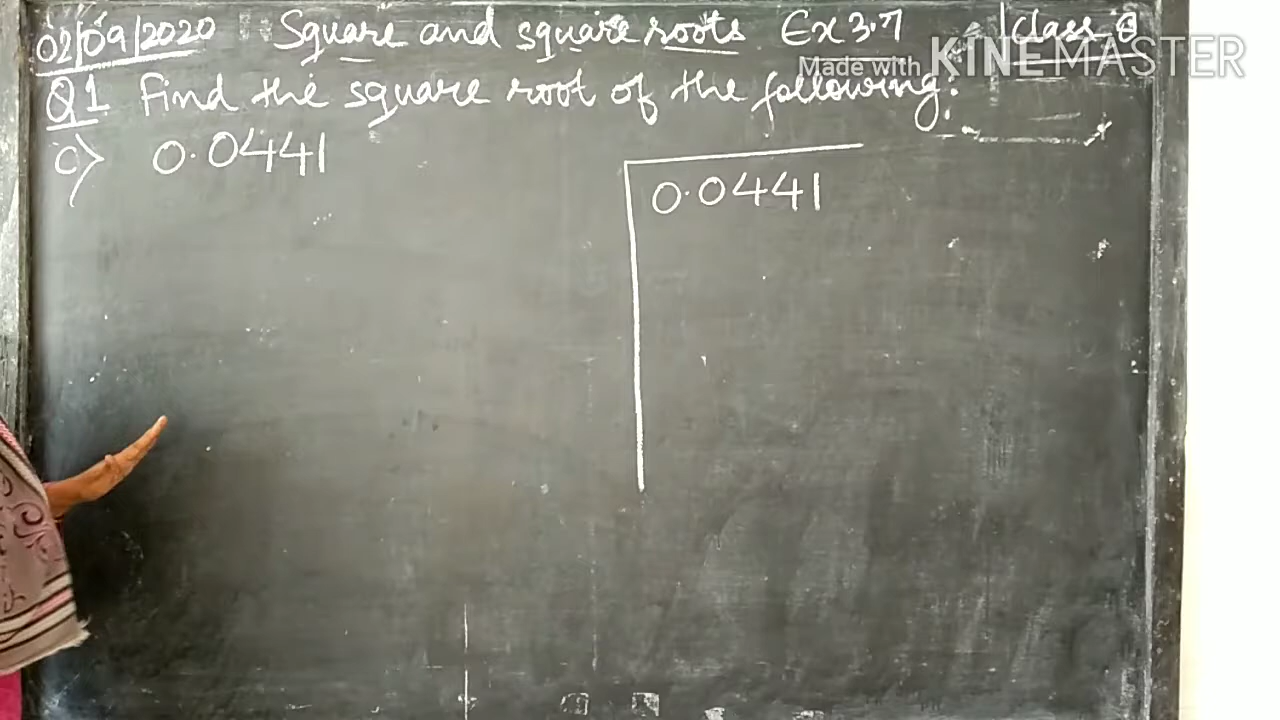 02/09/2020 Square and square roots Ex 3.7 Class 8
Made with KINEMASTER
Q1 Find the square root of the following:
c) 0.0441
0.0441